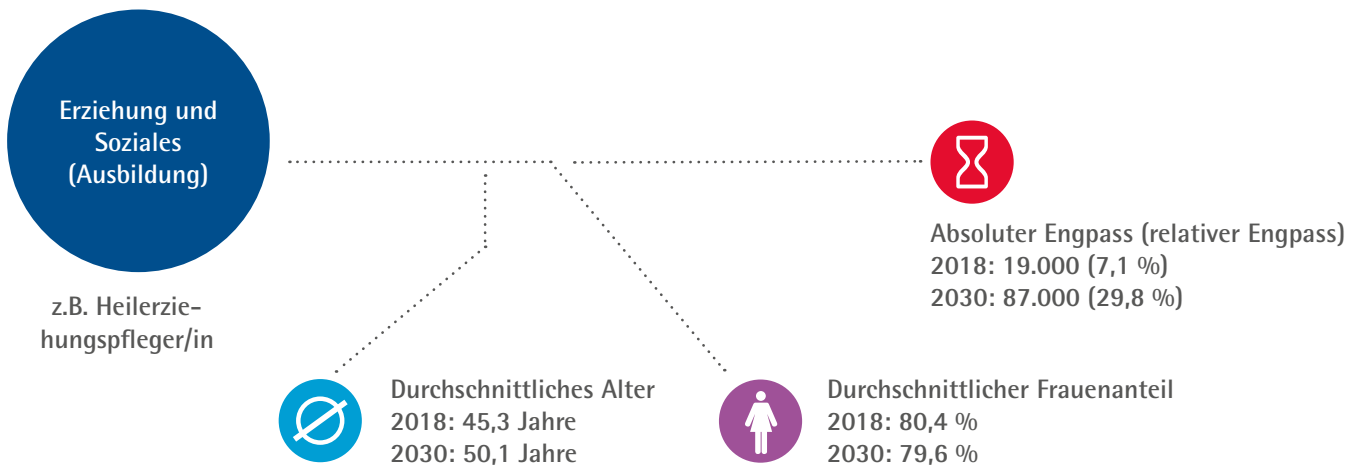 Erziehung und
Soziales
(Ausbildung)
z.B. Heilerzie-
hungspfleger/in
Absoluter Engpass (relativer Engpass)
2018: 19.000 (7,1 %)
2030: 87.000 (29,8 %)
Durchschnittliches Alter
2018: 45,3 Jahre
2030: 50,1 Jahre
Durchschnittlicher Frauenanteil
2018: 80,4 %
2030: 79,6 %